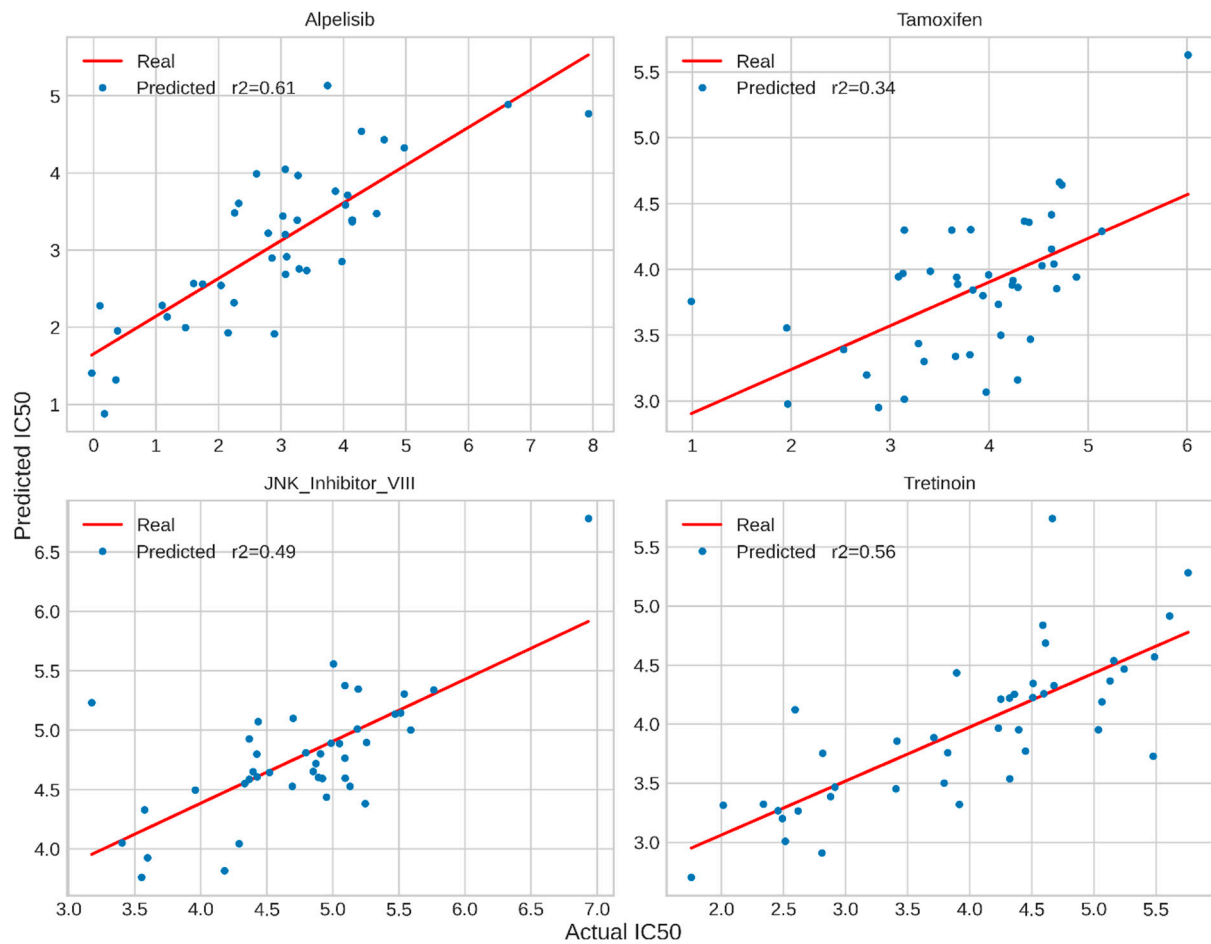 Alpelisib
Real
Predicted r2=0.61
5
4
3
2
1
0 1 2 3 4 5 6 7 8
Tamoxifen
Real
Predicted r2=0.34
5.5
5.0
4.5
4.0
3.5
3.0
1 2 3 4 5 6
Predicted IC50
JNK_Inhibitor_VIII
Real
Predicted r2=0.49
6.5
6.0
5.5
5.0
4.5
4.0
3.0 3.5 4.0 4.5 5.0 5.5 6.0 6.5 7.0
Tretinoin
Real
Predicted r2=0.56
5.5
5.0
4.5
4.0
3.5
3.0
2.0 2.5 3.0 3.5 4.0 4.5 5.0 5.5
Actual IC50